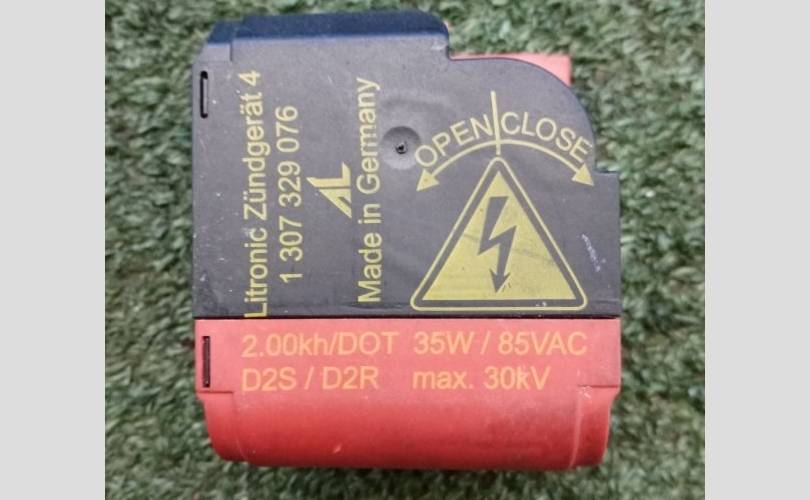 Litronic Zündgerät 4
1 307 329 076
AL
Made in Germany
OPEN CLOSE
2.00kh/DOT 35W / 85VAC
D2S / D2R max. 30kV